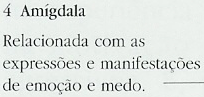 4 Amígdala
Relacionada com as
expressões e manifestações
de emoção e medo.